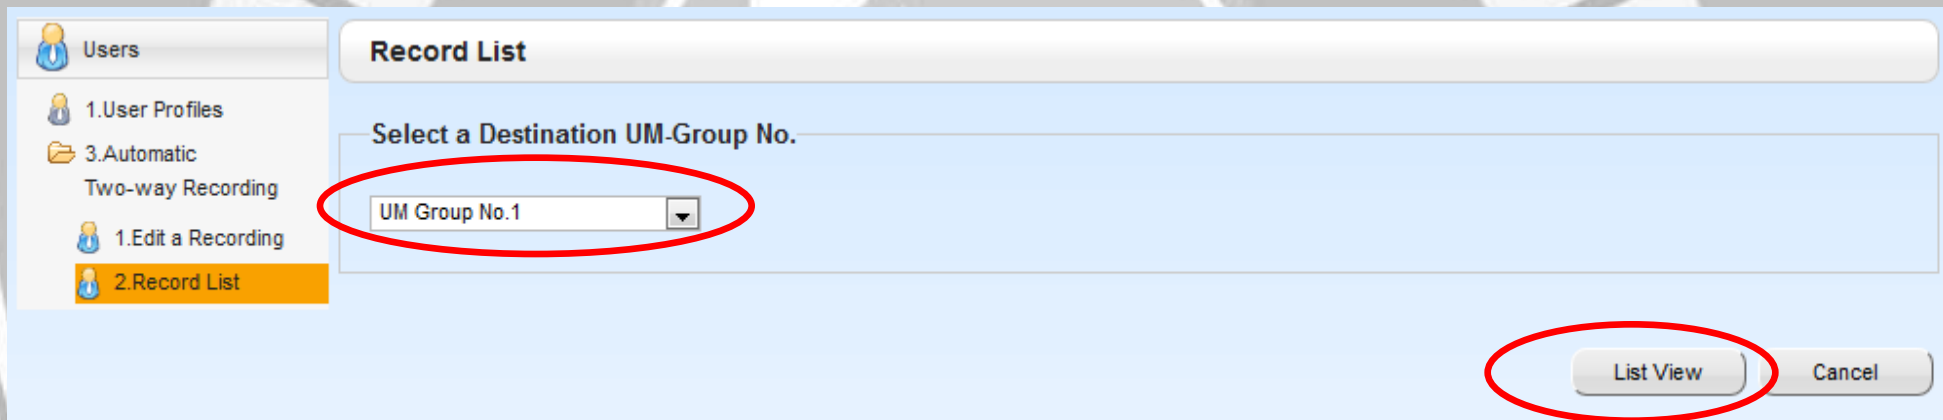 Users
1.User Profiles
3.Automatic
Two-way Recording
1.Edit a Recording
2.Record List
Record List
Select a Destination UM-Group No.
UM Group No.1
List View
Cancel